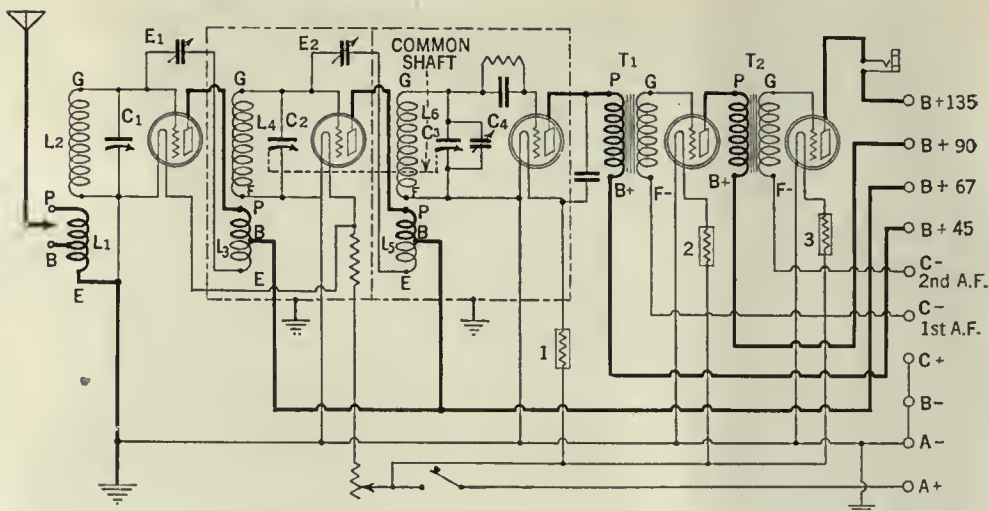 E1
E2
COMMON
SHAFT
T1
T2
G
G
G
P
G
P
G
L2
C1
L4
C2
L6
C3
C4
B+135
B+90
P
F
F
B+
F-
B+
F-
B+67
P
P
B
L1
L3
B
L5
B
2
3
B+45
E
E
E
C-
2nd A.F.
C-
1st A.F.
1
C+
B-
A-
A+